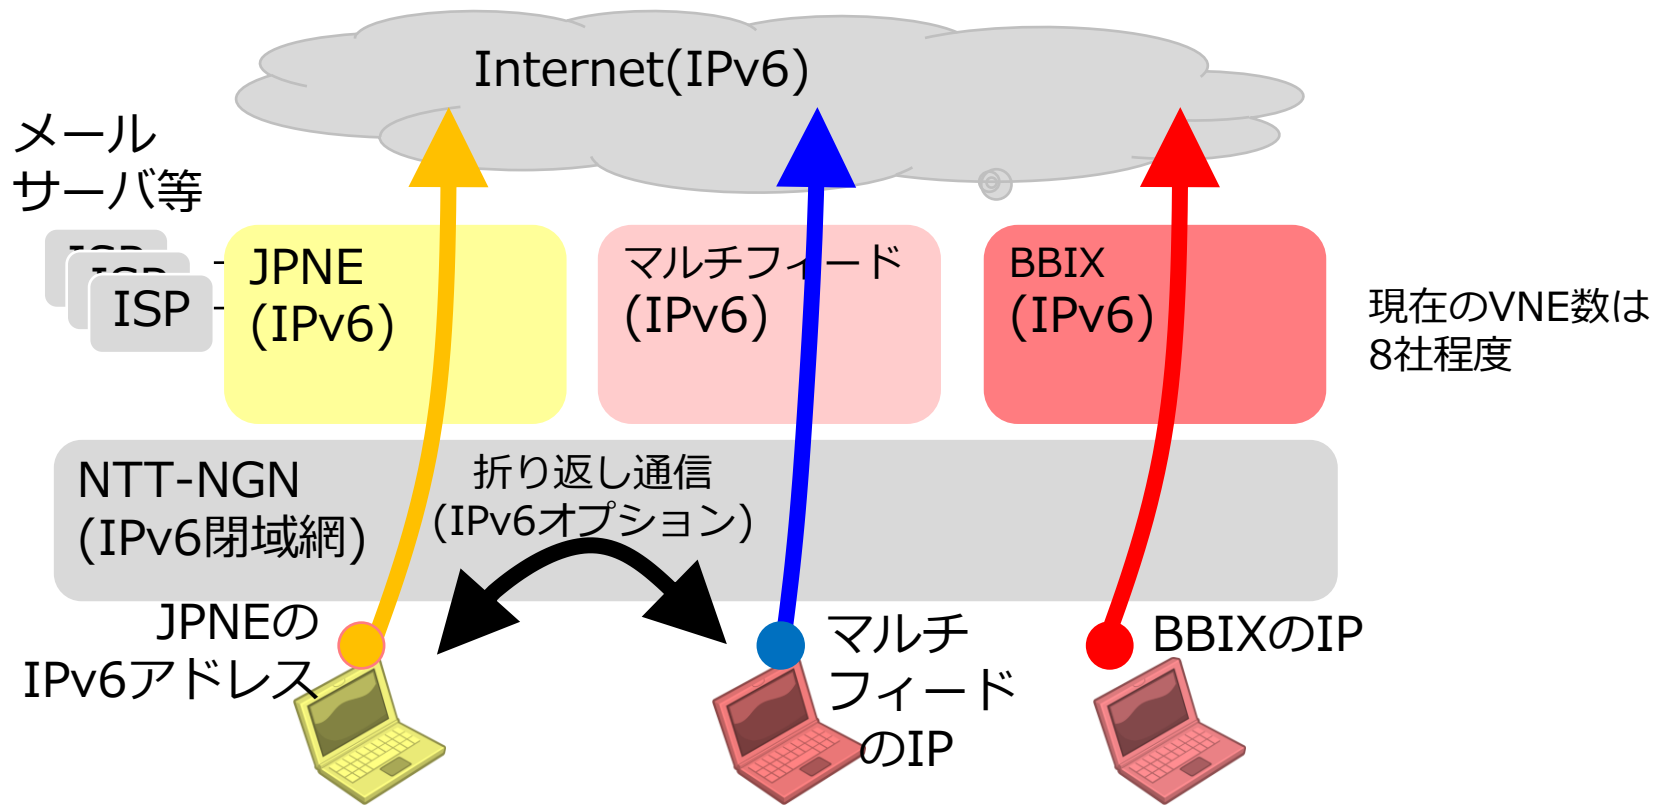 Internet(IPv6)
メール
サーバ等
ISP
ISP
ISP
JPNE
(IPv6)
マルチフィード
(IPv6)
BBIX
(IPv6)
現在のVNE数は
8社程度
NTT-NGN
(IPv6閉域網)
折り返し通信
(IPv6オプション)
JPNEの
IPv6アドレス
マルチ
フィード
のIP
BBIXのIP